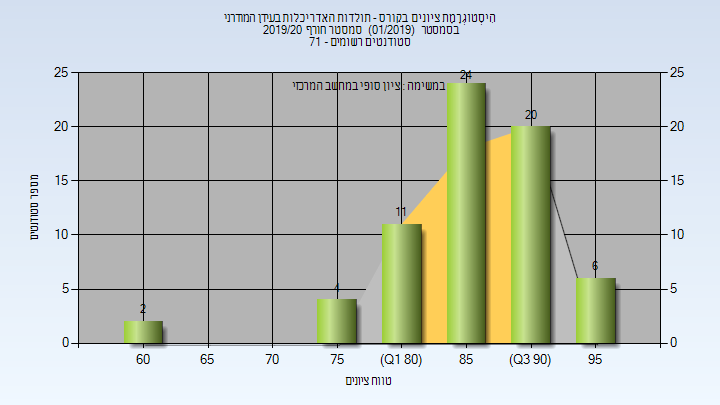 היסטוגרמת ציונים בקורס - תולדות האדריכלות בעידן המודרני
בסמסטר (01/2019) סמסטר חורף 2019/20
סטודנטים רשומים - 71
במשימה : ציון סופי במחשב המרכזי
מספר סטודנטים
25 25
20 20
15 15
10 10
5 5
0 0
2 4 11 24 20 6
60 65 70 75 (Q1 80) 85 (Q3 90) 95
טווח ציונים